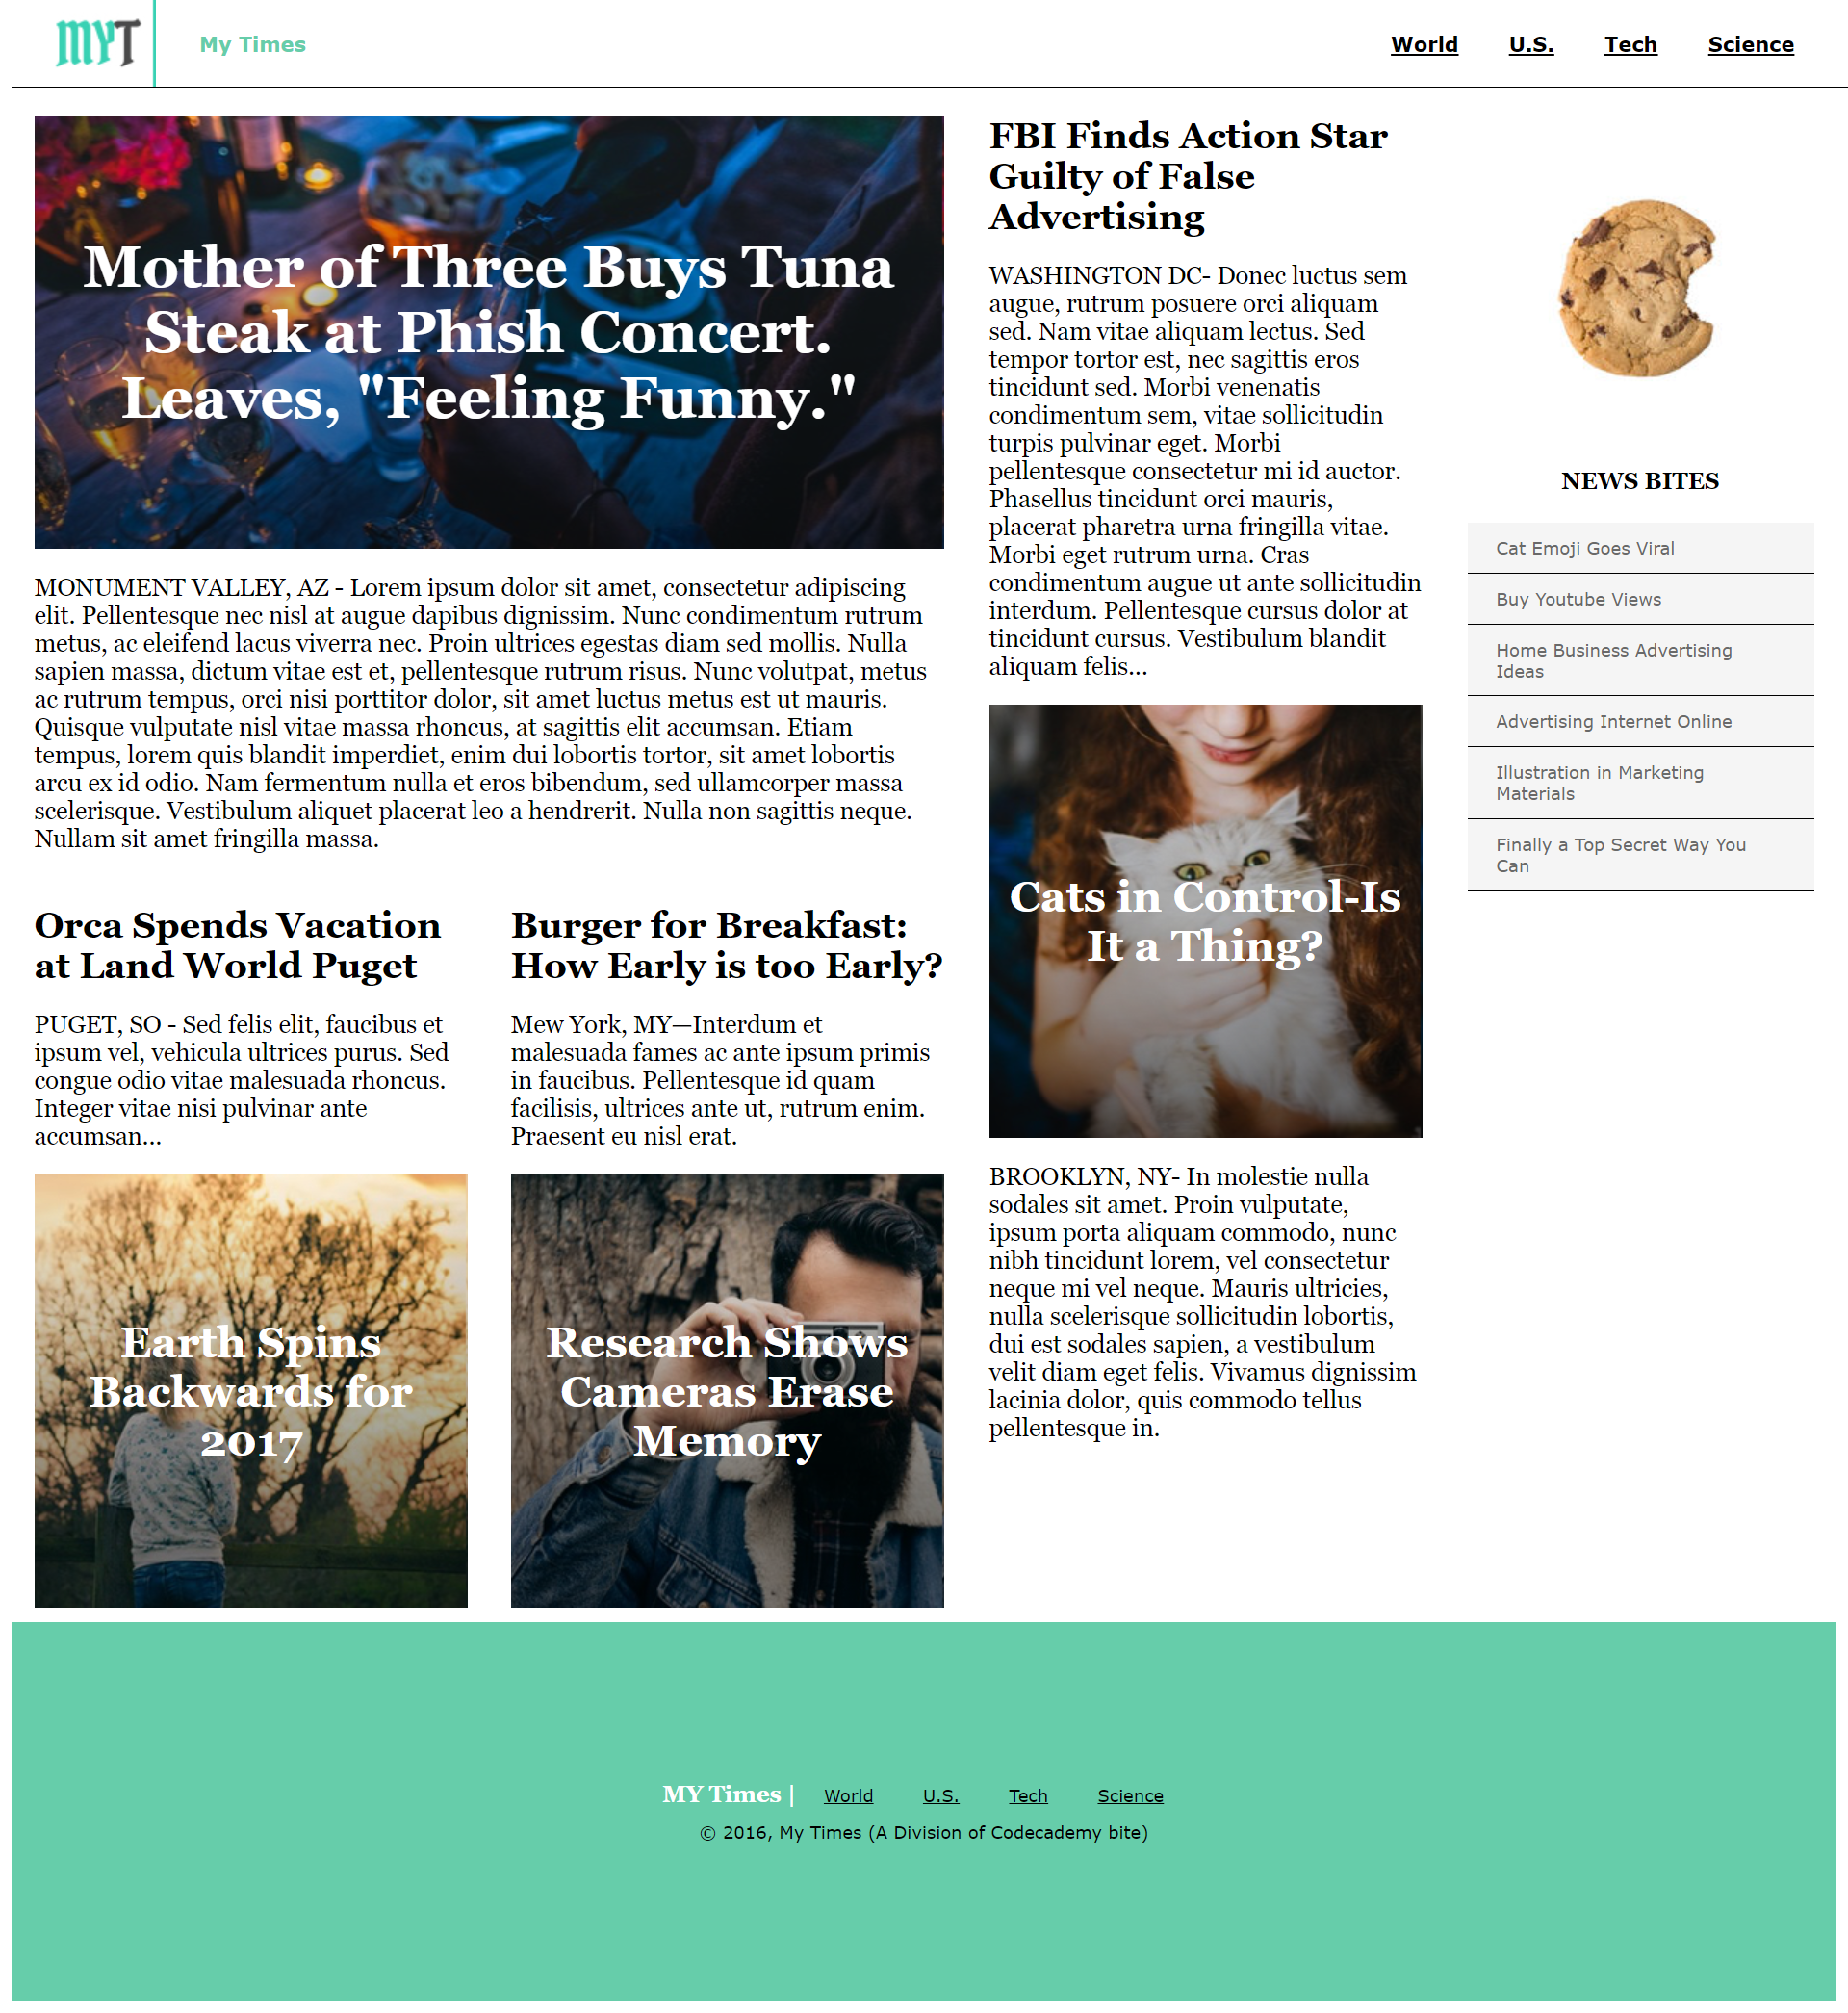 MYT
My Times
World
U.S.
Tech
Science
Mother of Three Buys Tuna
Steak at Phish Concert.
Leaves, "Feeling Funny."
MONUMENT VALLEY, AZ - Lorem ipsum dolor sit amet, consectetur adipiscing
elit. Pellentesque nec nisl at augue dapibus dignissim. Nunc condimentum rutrum
metus, ac eleifend lacus viverra nec. Proin ultrices egestas diam sed mollis. Nulla
sapien massa, dictum vitae est et, pellentesque rutrum risus. Nunc volutpat, metus
ac rutrum tempus, orci nisi porttitor dolor, sit amet luctus metus est ut mauris.
Quisque vulputate nisl vitae massa rhoncus, at sagittis elit accumsan. Etiam
tempus, lorem quis blandit imperdiet, enim dui lobortis tortor, sit amet lobortis
arcu ex id odio. Nam fermentum nulla et eros bibendum, sed ullamcorper massa
scelerisque. Vestibulum aliquet placerat leo a hendrerit. Nulla non sagittis neque.
Nullam sit amet fringilla massa.
Orca Spends Vacation
at Land World Puget
PUGET, SO - Sed felis elit, faucibus et
ipsum vel, vehicula ultrices purus. Sed
congue odio vitae malesuada rhoncus.
Integer vitae nisi pulvinar ante
accumsan...
Earth Spins
Backwards for
2017
Burger for Breakfast:
How Early is too Early?
Mew York, MY—Interdum et
malesuada fames ac ante ipsum primis
in faucibus. Pellentesque id quam
facilisis, ultrices ante ut, rutrum enim.
Praesent eu nisl erat.
Research Shows
Cameras Erase
Memory
FBI Finds Action Star
Guilty of False
Advertising
WASHINGTON DC- Donec luctus sem
augue, rutrum posuere orci aliquam
sed. Nam vitae aliquam lectus. Sed
tempor tortor est, nec sagittis eros
tincidunt sed. Morbi venenatis
condimentum sem, vitae sollicitudin
turpis pulvinar eget. Morbi
pellentesque consectetur mi id auctor.
Phasellus tincidunt orci mauris,
placerat pharetra urna fringilla vitae.
Morbi eget rutrum urna. Cras
condimentum augue ut ante sollicitudin
interdum. Pellentesque cursus dolor at
tincidunt cursus. Vestibulum blandit
aliquam felis...
Cats in Control-Is
It a Thing?
BROOKLYN, NY- In molestie nulla
sodales sit amet. Proin vulputate,
ipsum porta aliquam commodo, nunc
nibh tincidunt lorem, vel consectetur
neque mi vel neque. Mauris ultricies,
nulla scelerisque sollicitudin lobortis,
dui est sodales sapien, a vestibulum
velit diam eget felis. Vivamus dignissim
lacinia dolor, quis commodo tellus
pellentesque in.
NEWS BITES
Cat Emoji Goes Viral
Buy Youtube Views
Home Business Advertising
Ideas
Advertising Internet Online
Illustration in Marketing
Materials
Finally a Top Secret Way You
Can
MY Times | World U.S. Tech Science
© 2016, My Times (A Division of Codecademy bite)